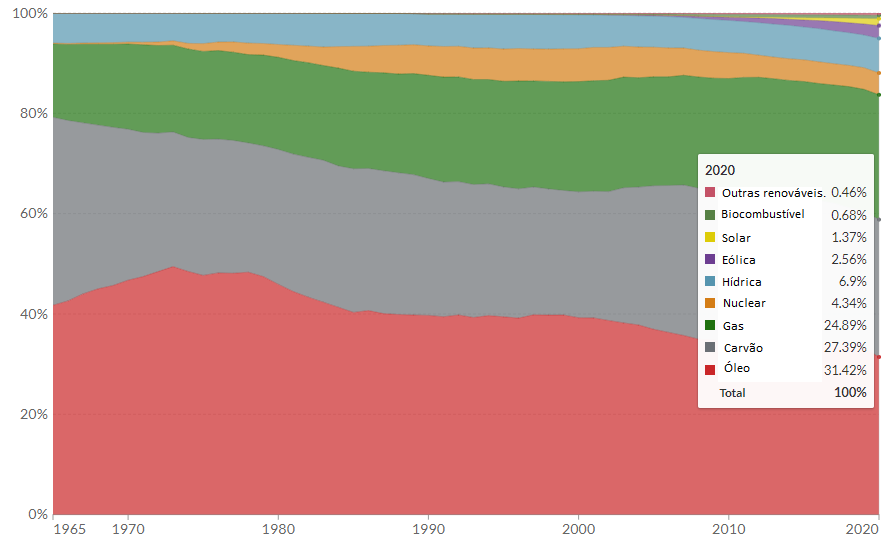 100%
80%
60%
40%
20%
0%
1965 1970 1980 1990 2000 2010 2020
2020
Outras renováveis. 0.46%
Biocombustível 0.68%
Solar 1.37%
Eólica 2.56%
Hídrica 6.9%
Nuclear 4.34%
Gas 24.89%
Carvão 27.39%
Óleo 31.42%
Total 100%